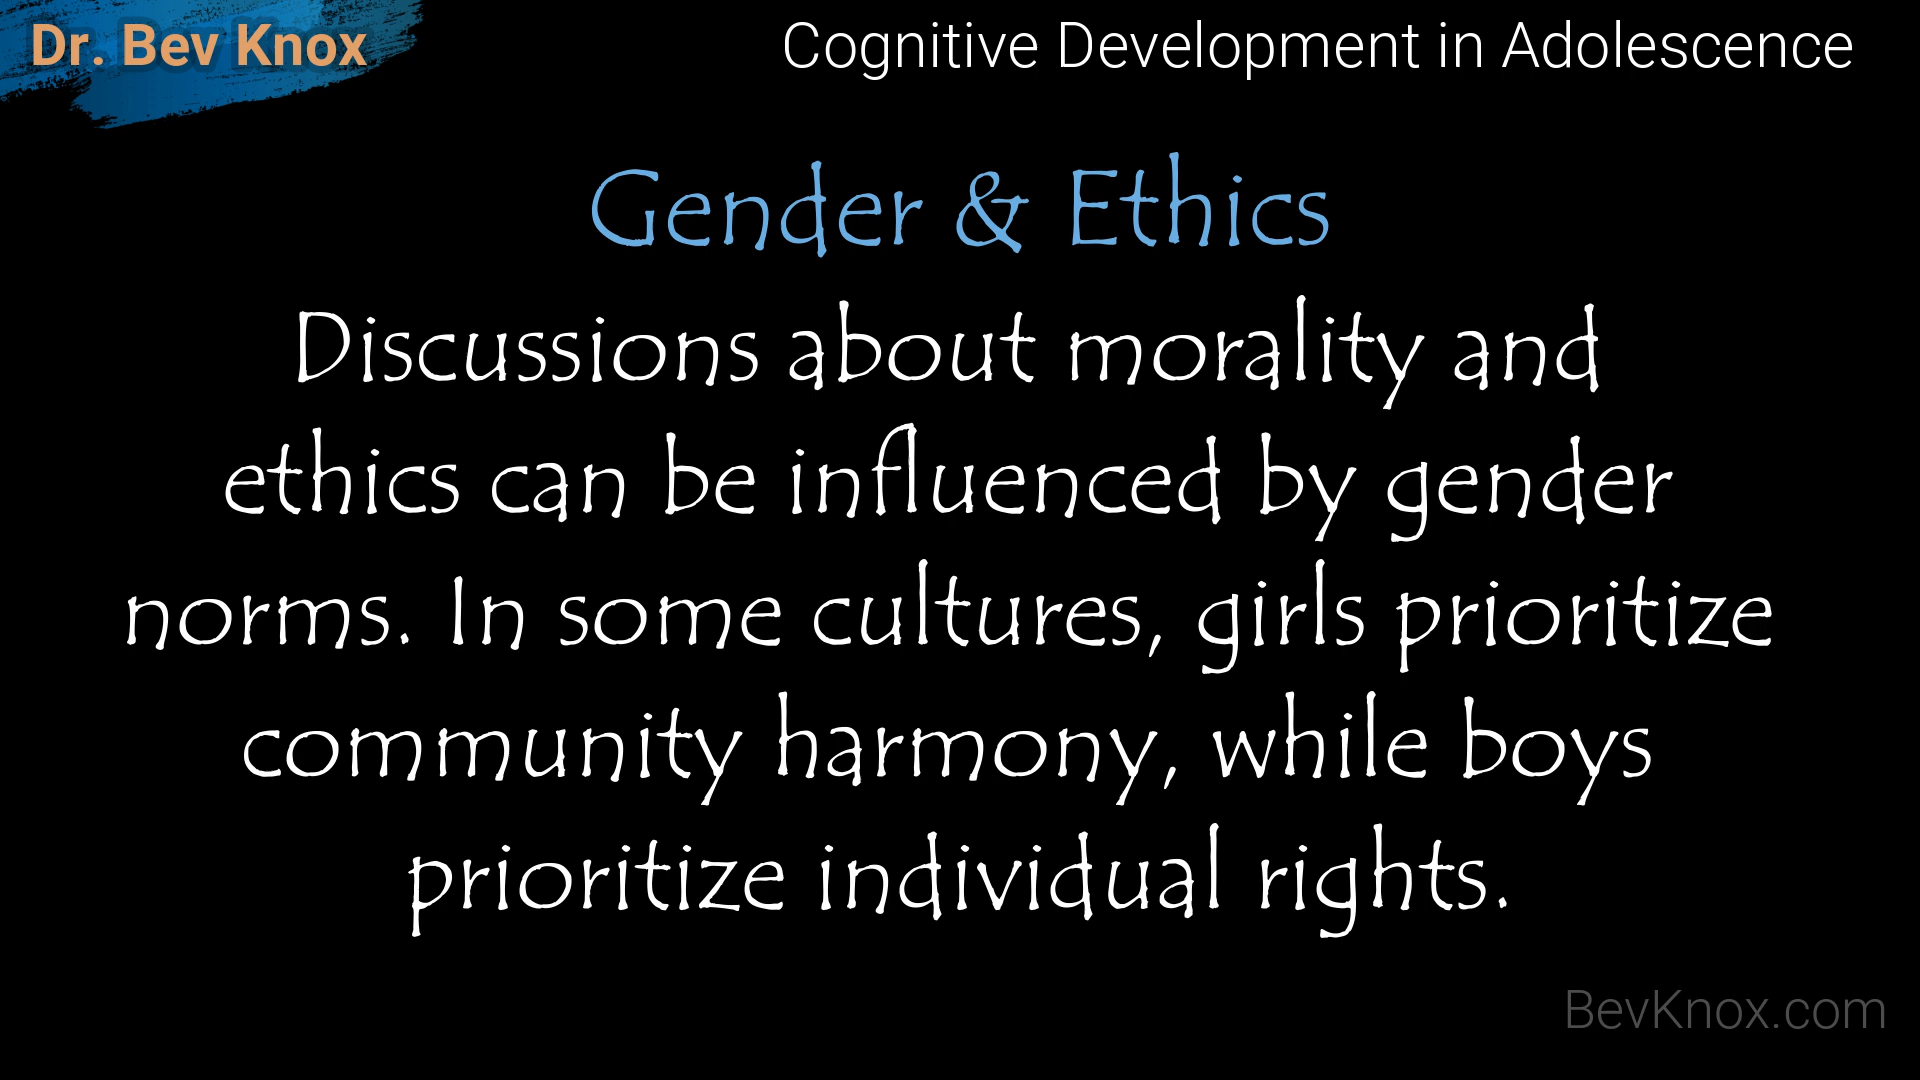 Dr. Bev Knox
Cognitive Development in Adolescence
Gender & Ethics
Discussions about morality and
ethics can be influenced by gender
norms. In some cultures, girls prioritize
community harmony, while boys
prioritize individual rights.
BevKnox.com